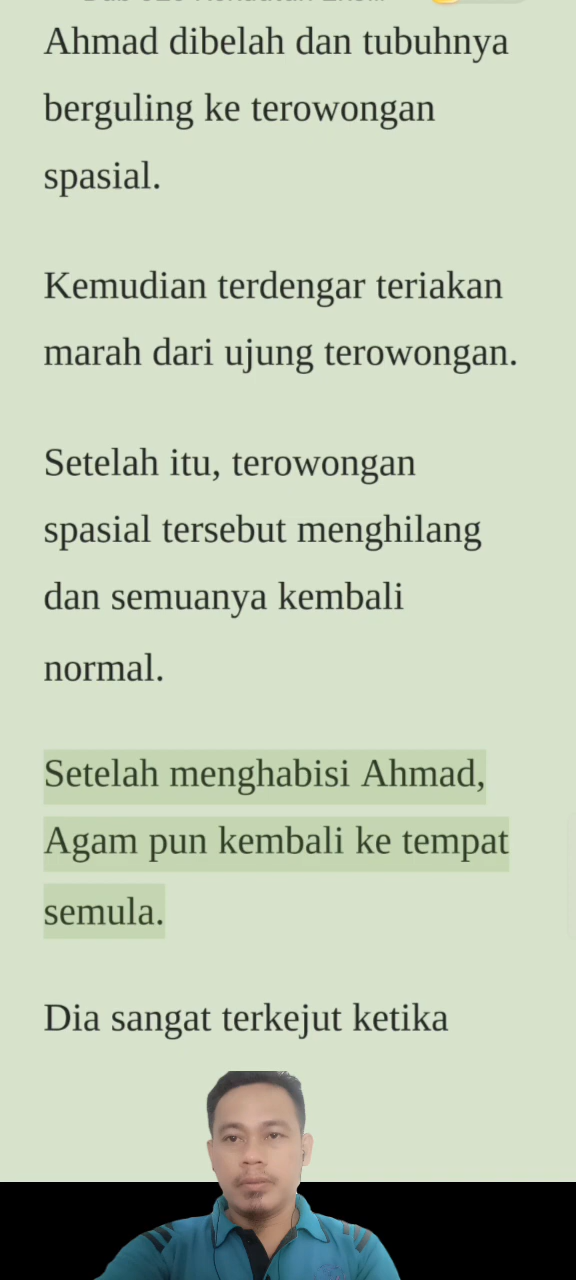 Ahmad dibelah dan tubuhnya
berguling ke terowongan
spasial.
Kemudian terdengar teriakan
marah dari ujung terowongan.
Setelah itu, terowongan
spasial tersebut menghilang
dan semuanya kembali
normal.
Setelah menghabisi Ahmad,
Agam pun kembali ke tempat
semula.
Dia sangat terkejut ketika